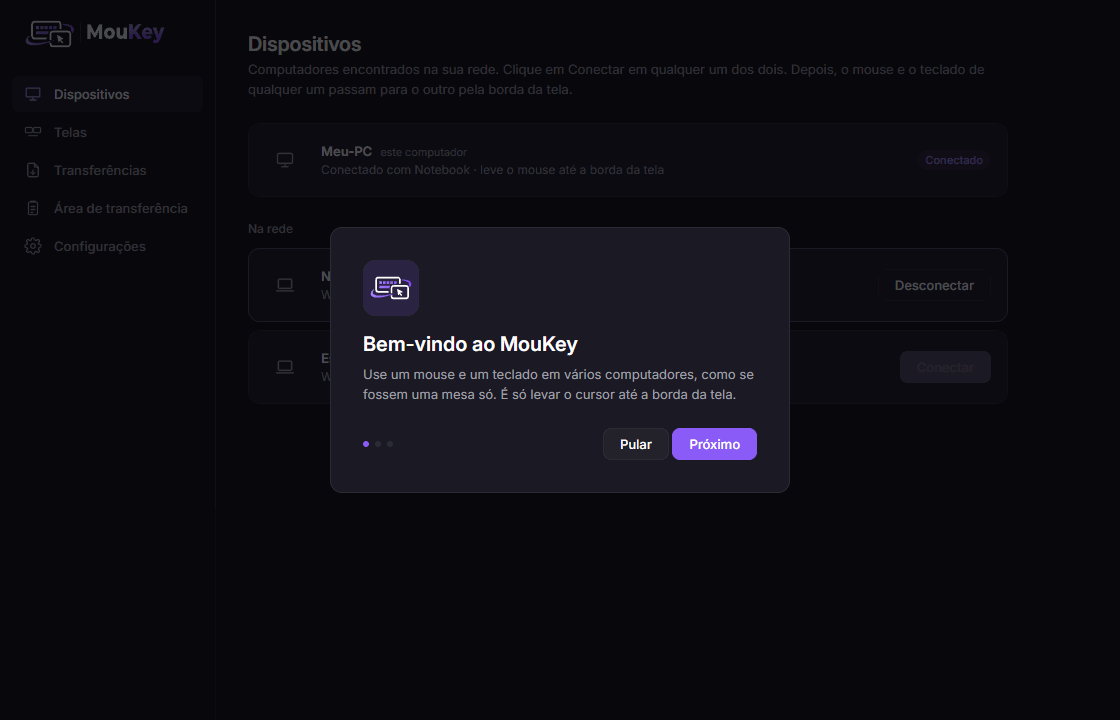 MouKey
Dispositivos
Telas
Transferências
Área de transferência
Configurações
Dispositivos
Computadores encontrados na sua rede. Clique em Conectar em qualquer um dos dois. Depois, o mouse e o teclado de
qualquer um passam para o outro pela borda da tela.
Meu-PC este computador
Conectado com Notebook · leve o mouse até a borda da tela
Conectado
Na rede
Desconectar
Conectar
Bem-vindo ao MouKey
Use um mouse e um teclado em vários computadores, como se
fossem uma mesa só. É só levar o cursor até a borda da tela.
Pular
Próximo